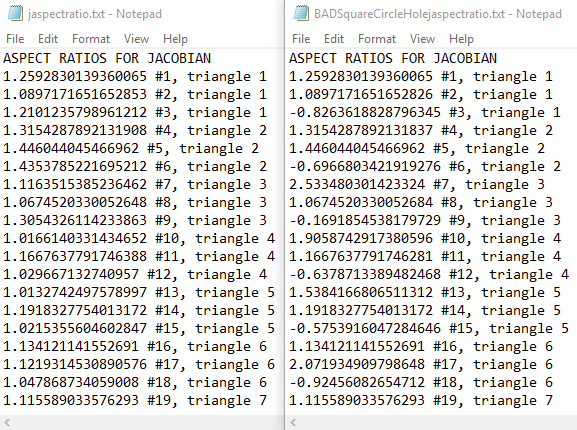 jaspectratio.txt - Notepad
File Edit Format View Help
ASPECT RATIOS FOR JACOBIAN
1.2592830139360065 #1, triangle 1
1.0897171651652853 #2, triangle 1
1.2101235798961212 #3, triangle 1
1.3154287892131908 #4, triangle 2
1.446044045466962 #5, triangle 2
1.4353785221695212 #6, triangle 2
1.1163515385236462 #7, triangle 3
1.0674520330052648 #8, triangle 3
1.3054326114233863 #9, triangle 3
1.0166140331434652 #10, triangle 4
1.1667637791746388 #11, triangle 4
1.029667132740957 #12, triangle 4
1.0132742497578997 #13, triangle 5
1.1918327754013172 #14, triangle 5
1.0215355604602847 #15, triangle 5
1.134121141552691 #16, triangle 6
1.1219314530890576 #17, triangle 6
1.047868734059008 #18, triangle 6
1.115589033576293 #19, triangle 7
BADSquareCircleHolejaspectratio.txt - Notepad
File Edit Format View Help
ASPECT RATIOS FOR JACOBIAN
1.2592830139360065 #1, triangle 1
1.0897171651652826 #2, triangle 1
-0.8263618828796345 #3, triangle 1
1.3154287892131837 #4, triangle 2
1.446044045466962 #5, triangle 2
-0.6966803421919276 #6, triangle 2
2.533480301423324 #7, triangle 3
1.0674520330052684 #8, triangle 3
-0.1691854538179729 #9, triangle 3
1.9058742917380596 #10, triangle 4
1.1667637791746281 #11, triangle 4
-0.6378713389482468 #12, triangle 4
1.5384166806511312 #13, triangle 5
1.1918327754013172 #14, triangle 5
-0.5753916047284646 #15, triangle 5
1.134121141552691 #16, triangle 6
2.071934909798648 #17, triangle 6
-0.92456082654712 #18, triangle 6
1.115589033576293 #19, triangle 7